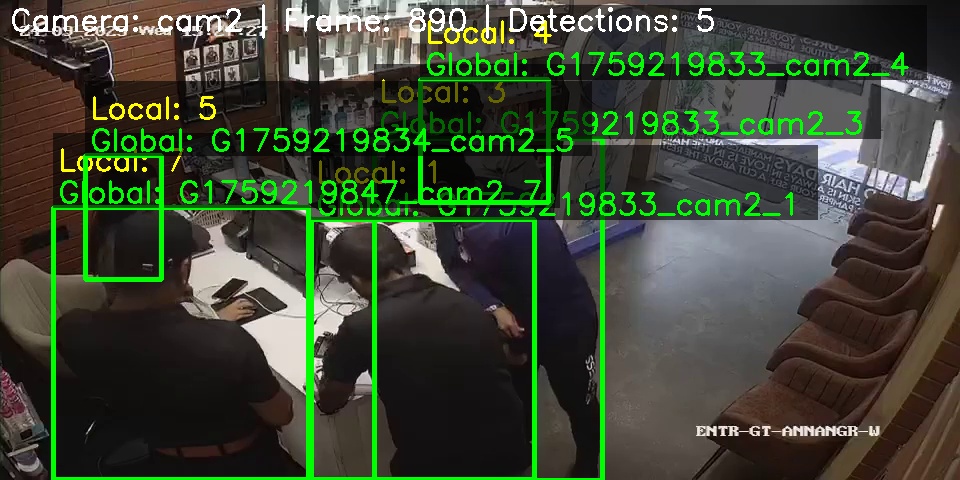 Camera: cam2 | Frame: 890 | Detections: 5
Local: 4
Global: G1759219833_cam2_4
Local: 3
Global: G1759219833_cam2_3
Local: 5
Global: G1759219834_cam2_5
Local: 7
Global: G1759219847_cam2_7
Local: 1
Global: G1759219833_cam2_1
ENTR-GT-ANNANGR-W